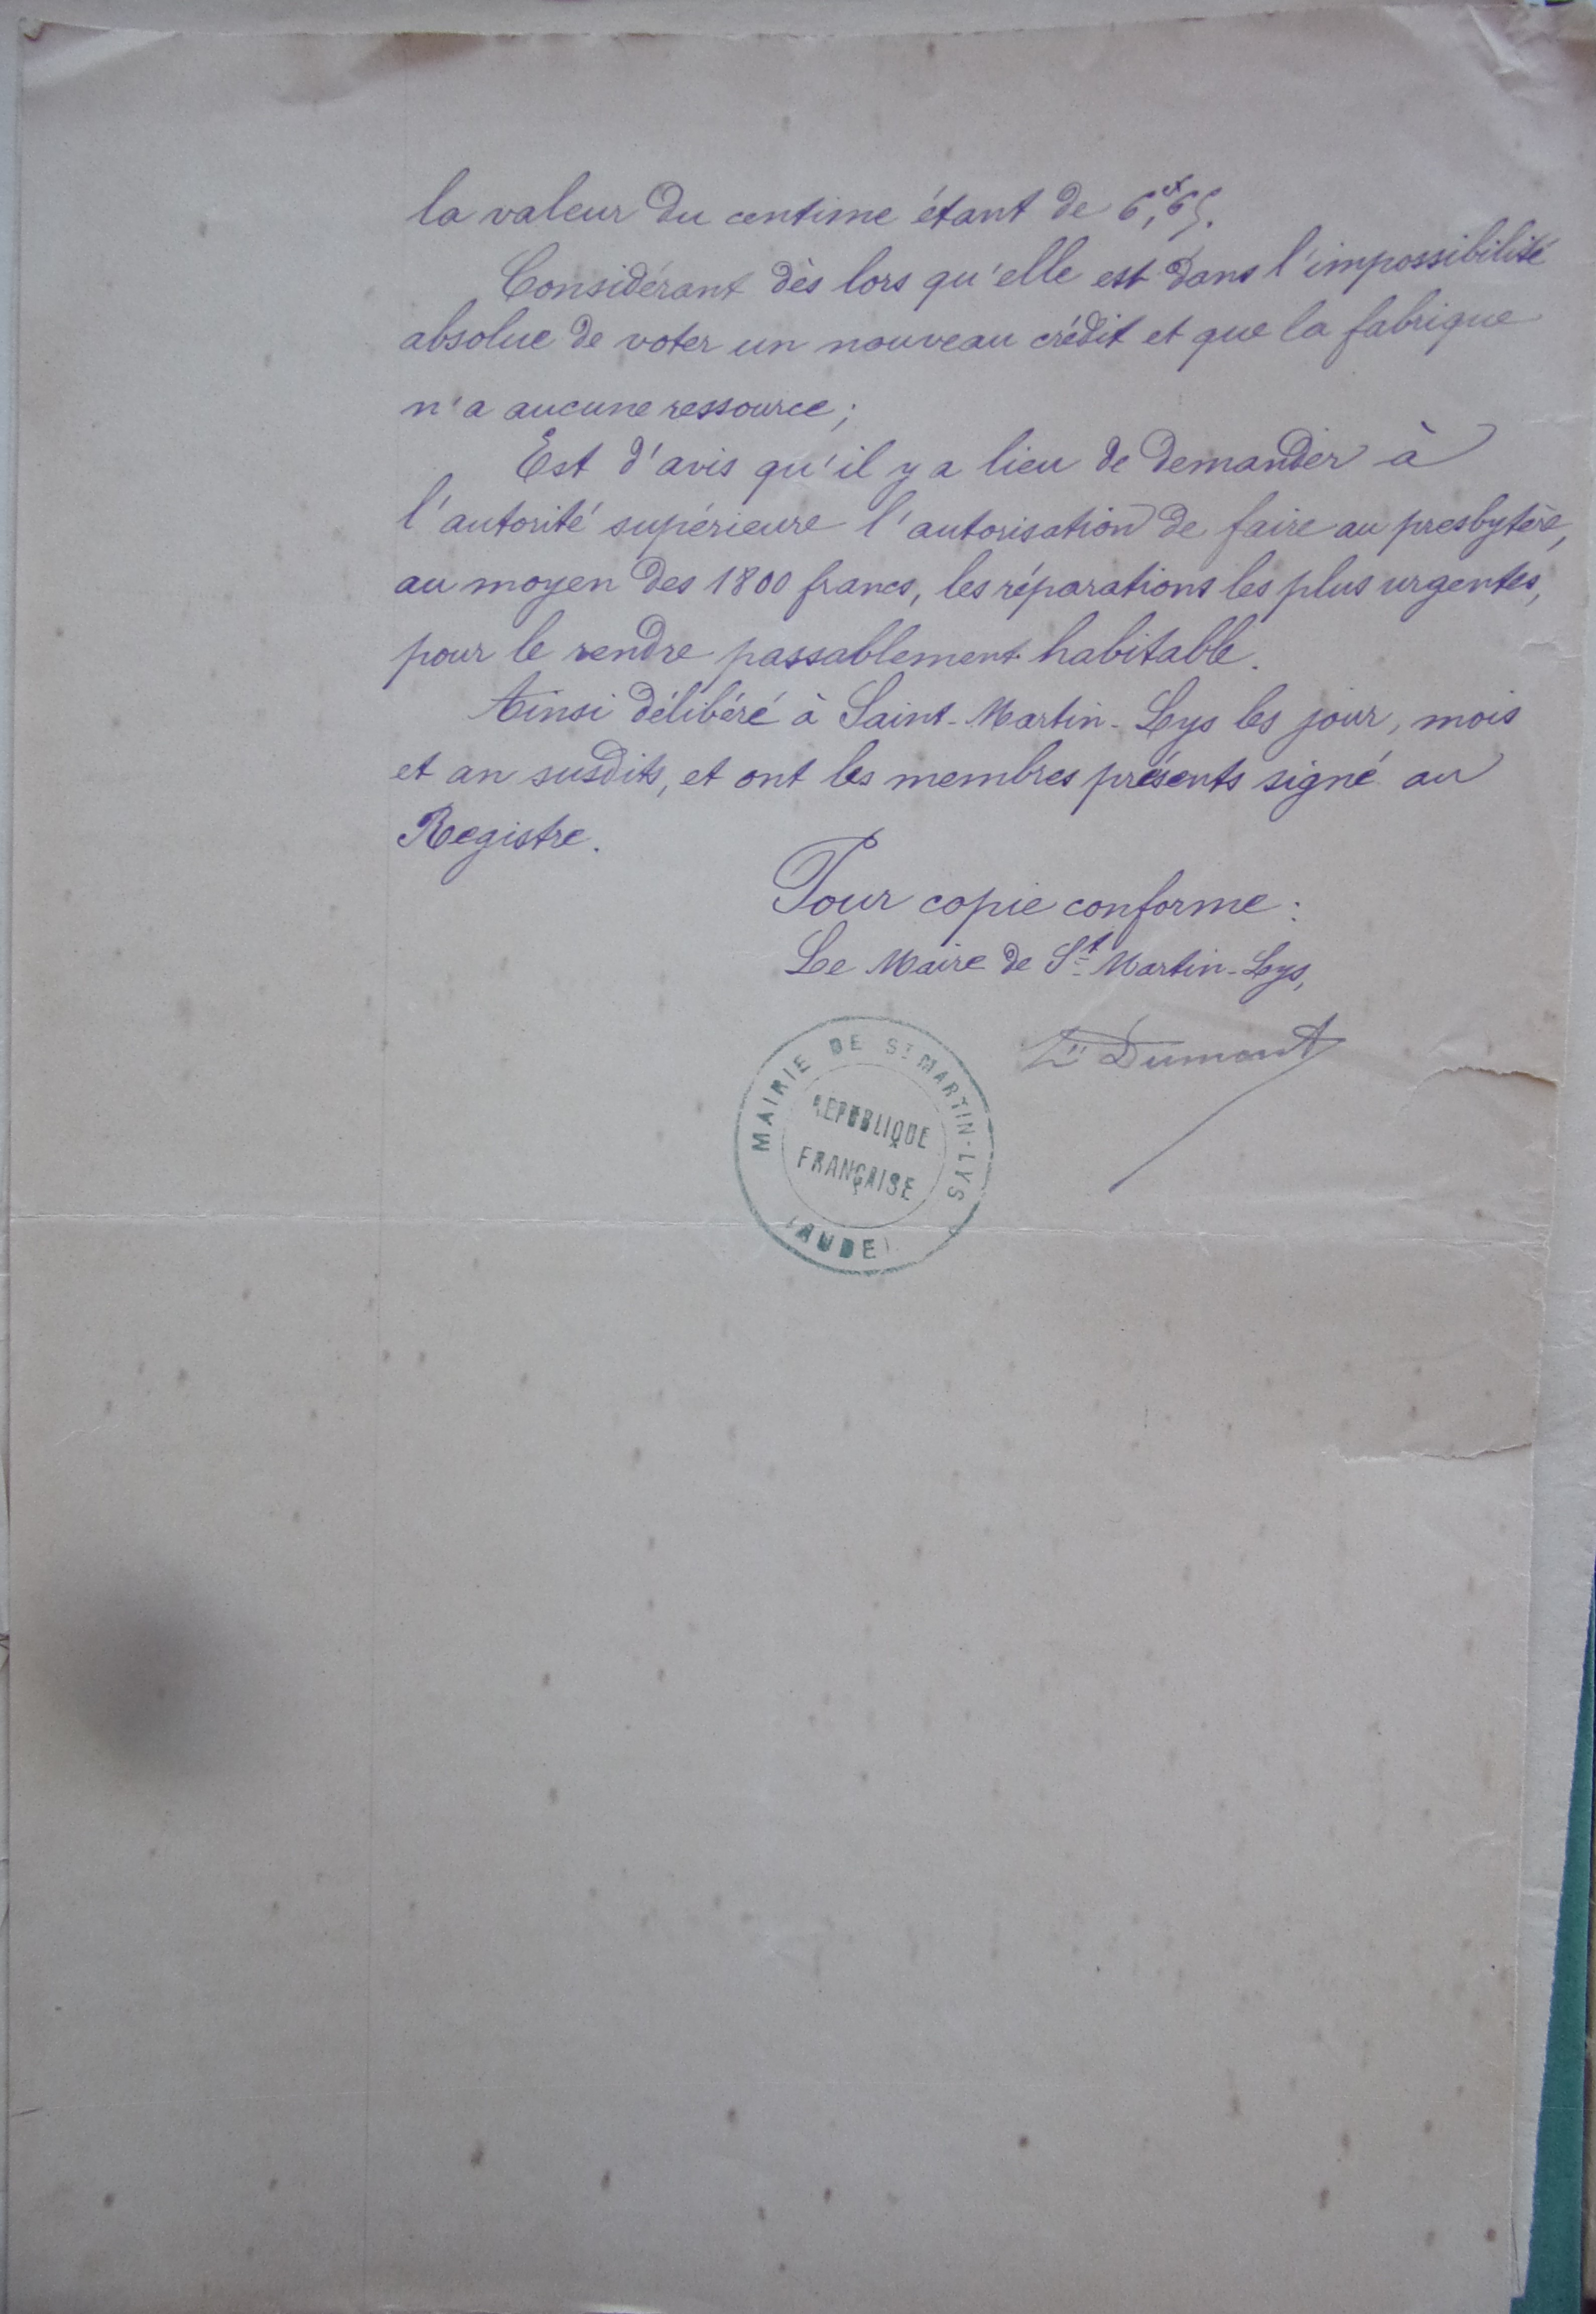 la valeur du centime étant de 6f,65.
Considérant dès lors qu'elle est dans l'impossibilité
absolue de voter un nouveau crédit et que la fabrique
n'a aucune ressource;
Est d'avis qu'il y a lieu de demander à
l'autorité supérieure l'autorisation de faire au presbytère,
au moyen des 1800 francs, les réparations les plus urgentes,
pour le rendre passablement habitable.
Ainsi délibéré à Saint-Martin-Lys les jour, mois
et an susdits, et ont les membres présents signé au
Registre.
Pour copie conforme:
Le Maire de St Martin-Lys,
Dumont
MAIRIE DE ST MARTIN-LYS
REPUBLIQUE
FRANÇAISE
(AUDE)